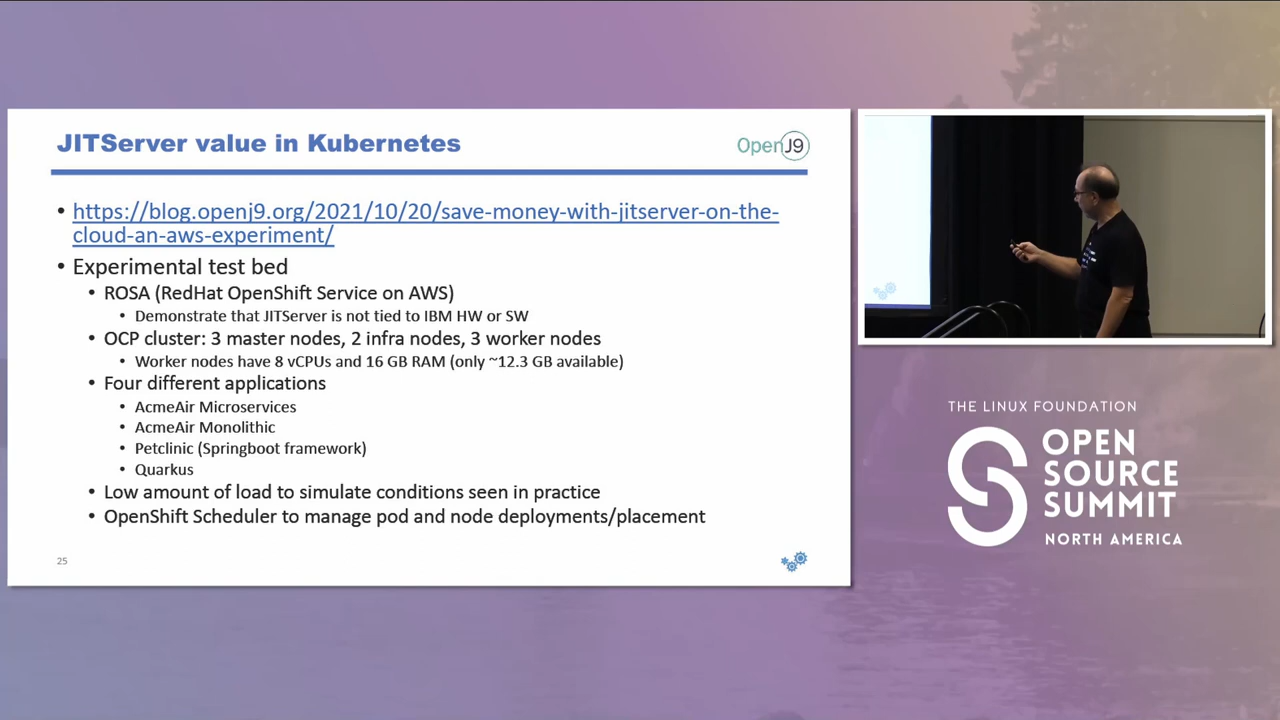 JITServer value in Kubernetes
OpenJ9
• https://blog.openj9.org/2021/10/20/save-money-with-jitserver-on-the-
cloud-an-aws-experiment/
• Experimental test bed
• ROSA (RedHat OpenShift Service on AWS)
• Demonstrate that JITServer is not tied to IBM HW or SW
• OCP cluster: 3 master nodes, 2 infra nodes, 3 worker nodes
• Worker nodes have 8 vCPUs and 16 GB RAM (only ~12.3 GB available)
• Four different applications
• AcmeAir Microservices
• AcmeAir Monolithic
• Petclinic (Springboot framework)
• Quarkus
• Low amount of load to simulate conditions seen in practice
• OpenShift Scheduler to manage pod and node deployments/placement
25
THE LINUX FOUNDATION
OPEN
SOURCE
SUMMIT
NORTH AMERICA